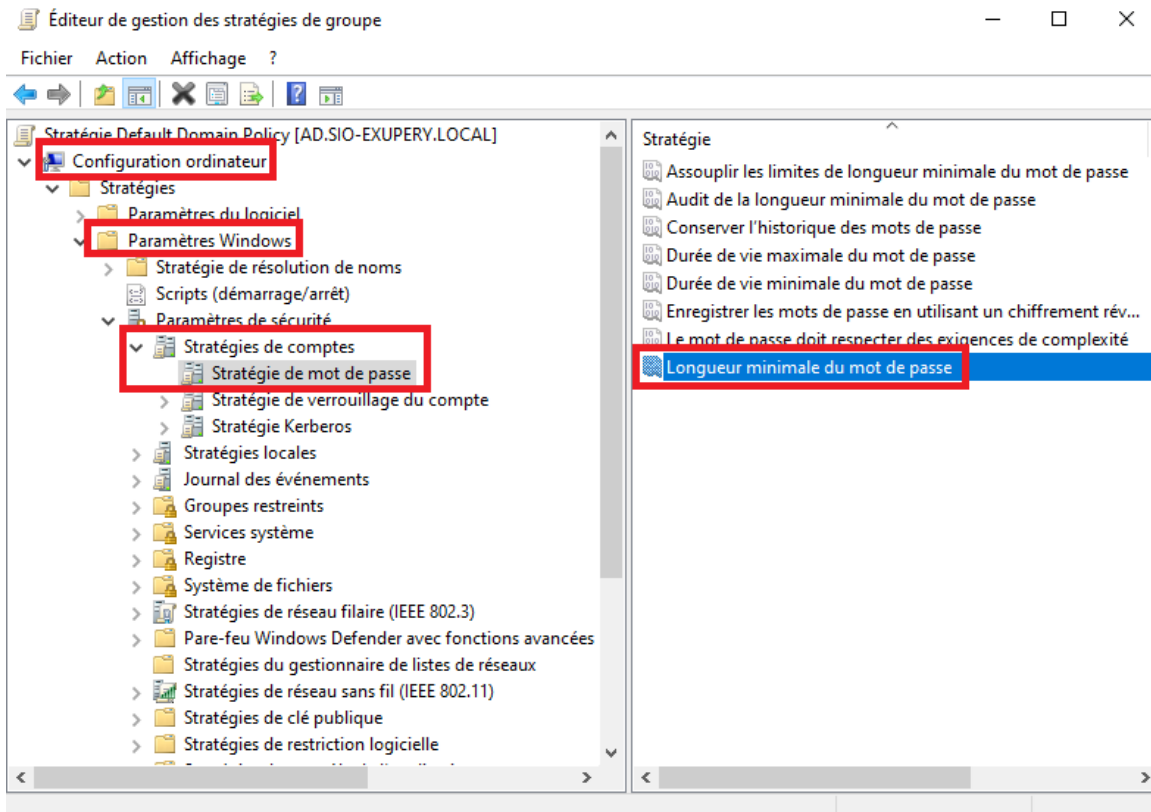 Éditeur de gestion des stratégies de groupe
Fichier Action Affichage ?
Stratégie Default Domain Policy [AD.SIO-EXUPERY.LOCAL]
Configuration ordinateur
Stratégies
Paramètres du logiciel
Paramètres Windows
Stratégie de résolution de noms
Scripts (démarrage/arrêt)
Paramètres de sécurité
Stratégies de comptes
Stratégie de mot de passe
Stratégie de verrouillage du compte
Stratégie Kerberos
Stratégies locales
Journal des événements
Groupes restreints
Services système
Registre
Système de fichiers
Stratégies de réseau filaire (IEEE 802.3)
Pare-feu Windows Defender avec fonctions avancées
Stratégies du gestionnaire de listes de réseaux
Stratégies de réseau sans fil (IEEE 802.11)
Stratégies de clé publique
Stratégies de restriction logicielle
Stratégie
Assouplir les limites de longueur minimale du mot de passe
Audit de la longueur minimale du mot de passe
Conserver l'historique des mots de passe
Durée de vie maximale du mot de passe
Durée de vie minimale du mot de passe
Enregistrer les mots de passe en utilisant un chiffrement rév...
Le mot de passe doit respecter des exigences de complexité
Longueur minimale du mot de passe